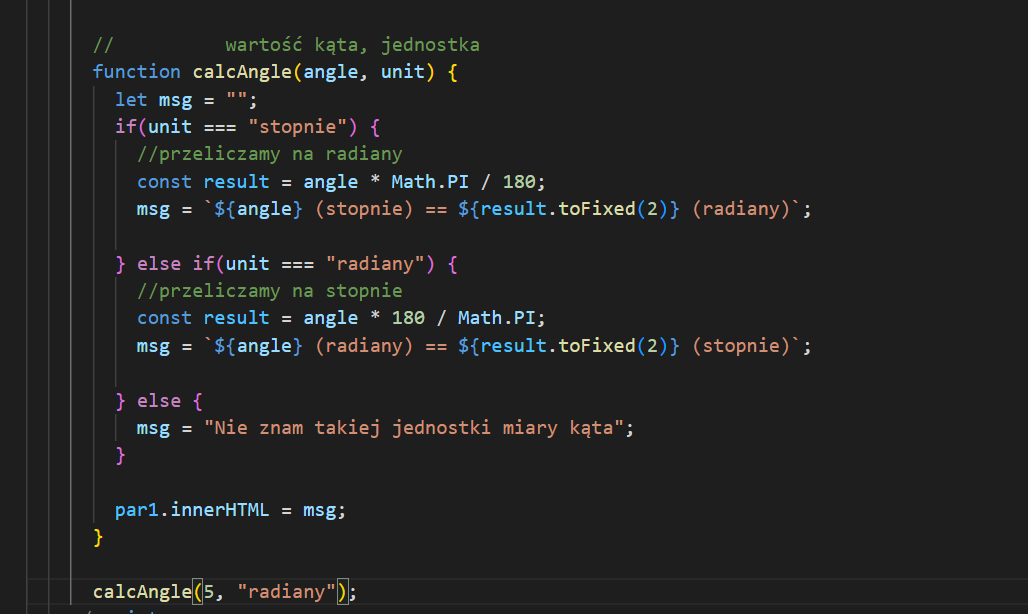 //          wartość kąta, jednostka
function calcAngle(angle, unit) {
  let msg = "";
  if(unit === "stopnie") {
    //przeliczamy na radiany
    const result = angle * Math.PI / 180;
    msg = `${angle} (stopnie) == ${result.toFixed(2)} (radiany)`;
  } else if(unit === "radiany") {
    //przeliczamy na stopnie
    const result = angle * 180 / Math.PI;
    msg = `${angle} (radiany) == ${result.toFixed(2)} (stopnie)`;
  } else {
    msg = "Nie znam takiej jednostki miary kąta";
  }
  par1.innerHTML = msg;
}
calcAngle(5, "radiany");